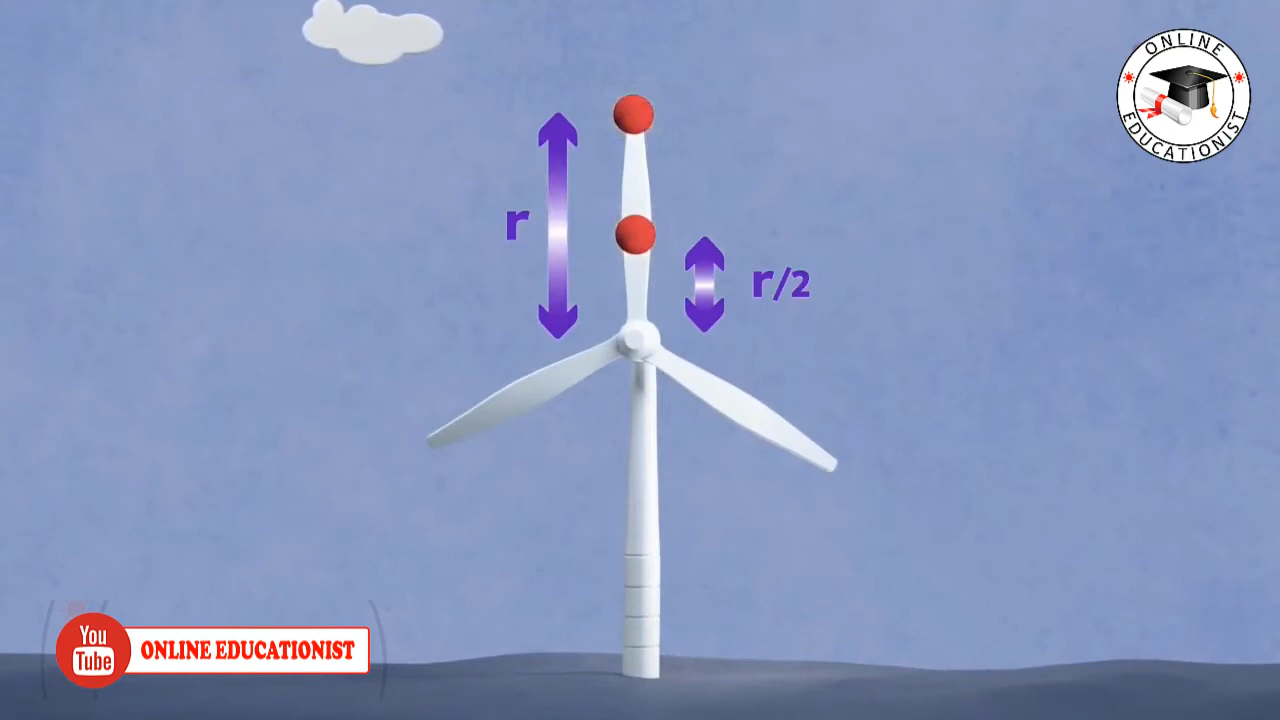 ONLINE
EDUCATIONIST
r
r/2
You
Tube
ONLINE EDUCATIONIST